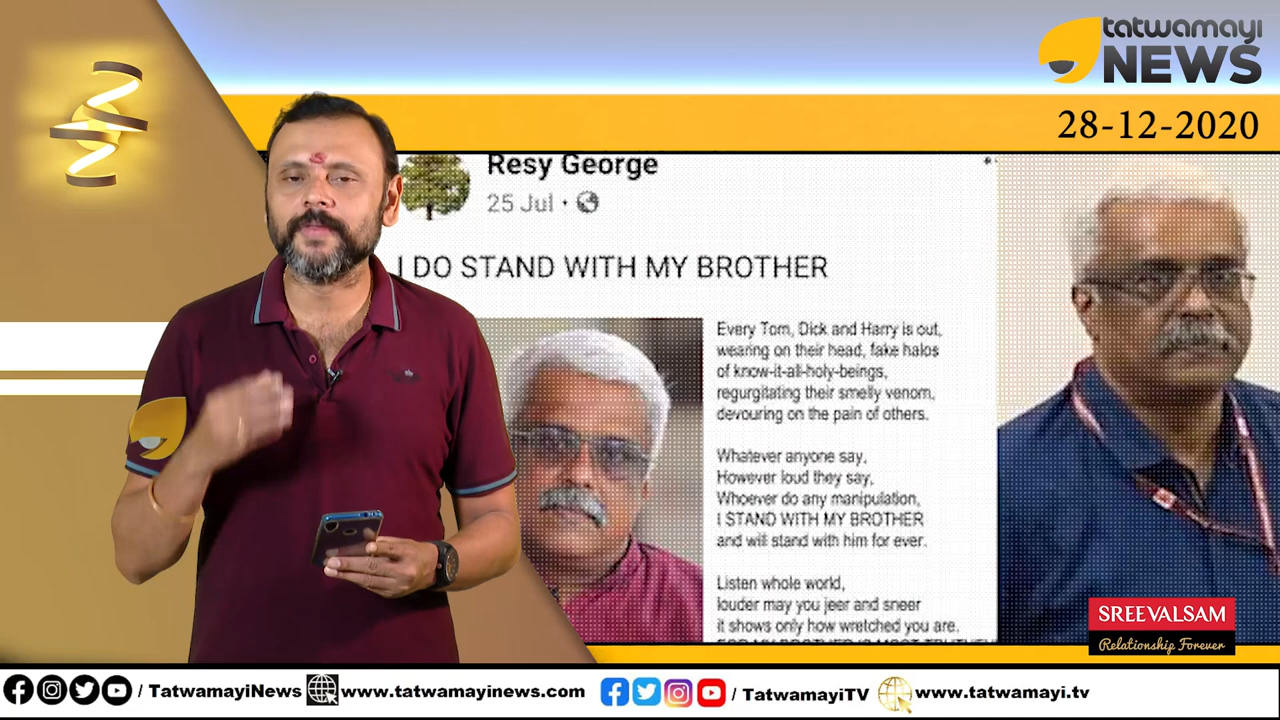 tatwamayi
NEWS
28-12-2020
Resy George
25 Jul
I DO STAND WITH MY BROTHER
Every Tom, Dick and Harry is out,
wearing on their head, fake halos
of know-it-all-holy-beings,
regurgitating their smelly venom,
devouring on the pain of others.
Whatever anyone say,
However loud they say,
Whoever do any manipulation,
I STAND WITH MY BROTHER
and will stand with him for ever.
Listen whole world,
louder may you jeer and sneer
it shows only how wretched you are.
SREEVALSAM
Relationship Forever
/ TatwamayiNews
www.tatwamayinews.com
/ TatwamayiTV
www.tatwamayi.tv